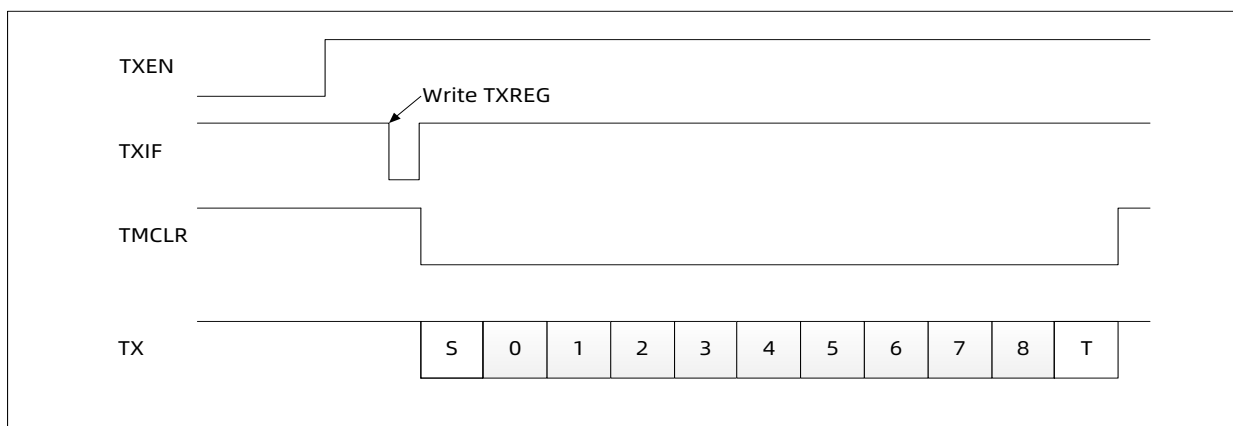 TXEN
Write TXREG
TXIF
TMCLR
TX S 0 1 2 3 4 5 6 7 8 T